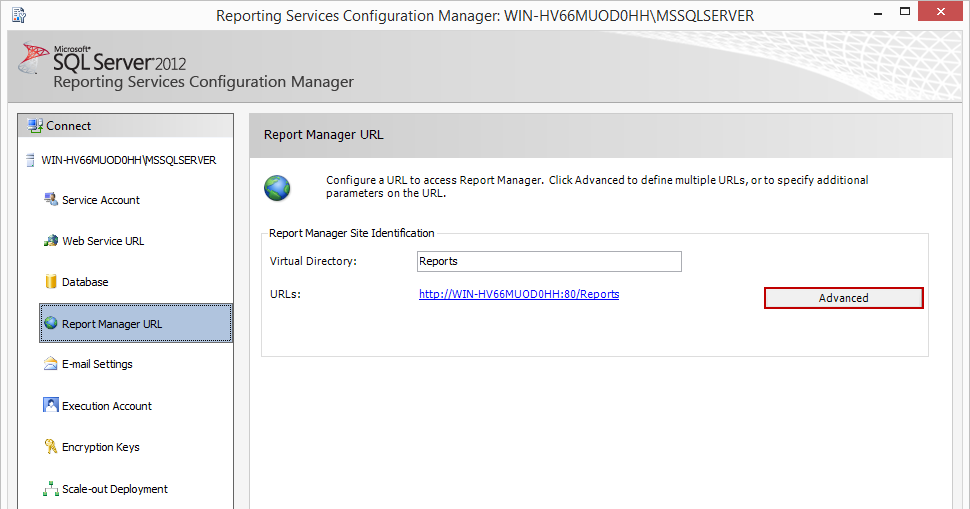 Reporting Services Configuration Manager: WIN-HV66MUOD0HH\MSSQLSERVER
Microsoft®
SQL Server 2012
Reporting Services Configuration Manager
Connect
WIN-HV66MUOD0HH\MSSQLSERVER
Service Account
Web Service URL
Database
Report Manager URL
E-mail Settings
Execution Account
Encryption Keys
Scale-out Deployment
Report Manager URL
Configure a URL to access Report Manager. Click Advanced to define multiple URLs, or to specify additional
parameters on the URL.
Report Manager Site Identification
Virtual Directory: Reports
URLs: http://WIN-HV66MUOD0HH:80/Reports
Advanced